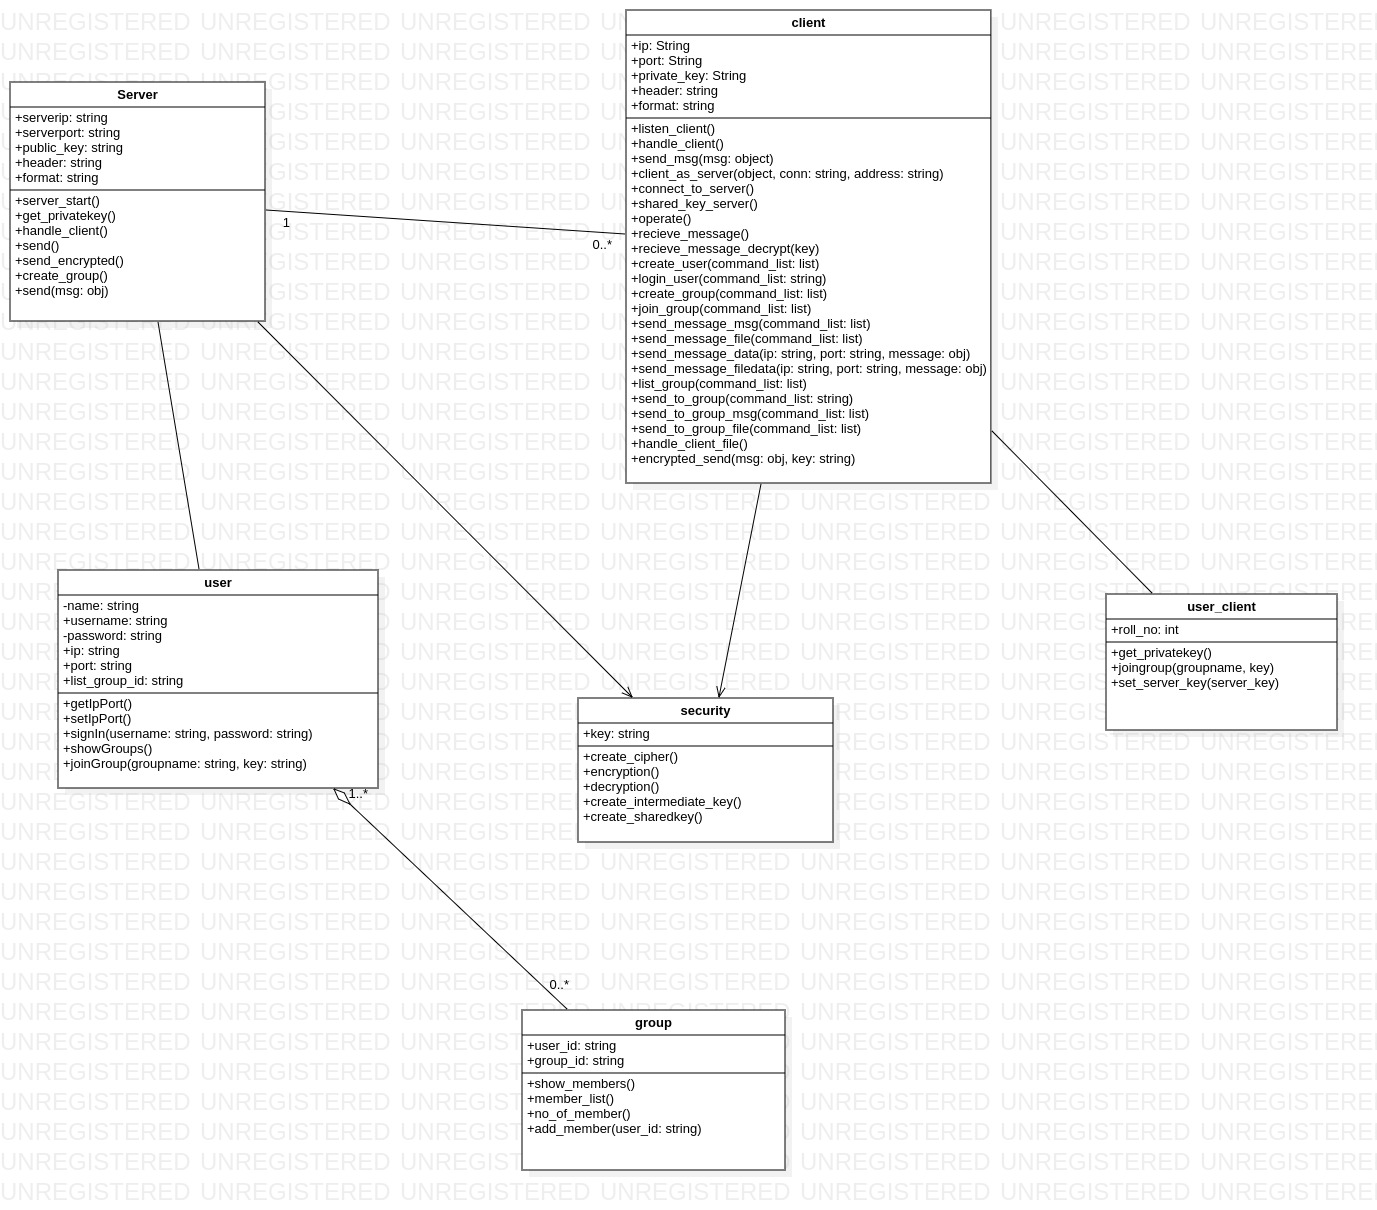 client
+ip: String
+port: String
+private_key: String
+header: string
+format: string
+listen_client()
+handle_client()
+send_msg(msg: object)
+client_as_server(object, conn: string, address: string)
+connect_to_server()
+shared_key_server()
+operate()
+recieve_message()
+recieve_message_decrypt(key)
+create_user(command_list: list)
+login_user(command_list: string)
+create_group(command_list: list)
+join_group(command_list: list)
+send_message_msg(command_list: list)
+send_message_file(command_list: list)
+send_message_data(ip: string, port: string, message: obj)
+send_message_filedata(ip: string, port: string, message: obj)
+list_group(command_list: list)
+send_to_group(command_list: string)
+send_to_group_msg(command_list: list)
+send_to_group_file(command_list: list)
+handle_client_file()
+encrypted_send(msg: obj, key: string)
Server
+serverip: string
+serverport: string
+public_key: string
+header: string
+format: string
+server_start()
+get_privatekey()
+handle_client()
+send()
+send_encrypted()
+create_group()
+send(msg: obj)
1
0..*
user
-name: string
+username: string
-password: string
+ip: string
+port: string
+list_group_id: string
+getIpPort()
+setIpPort()
+signIn(username: string, password: string)
+showGroups()
+joinGroup(groupname: string, key: string)
1..*
user_client
+roll_no: int
+get_privatekey()
+joingroup(groupname, key)
+set_server_key(server_key)
security
+key: string
+create_cipher()
+encryption()
+decryption()
+create_intermediate_key()
+create_sharedkey()
0..*
group
+user_id: string
+group_id: string
+show_members()
+member_list()
+no_of_member()
+add_member(user_id: string)
UNREGISTERED